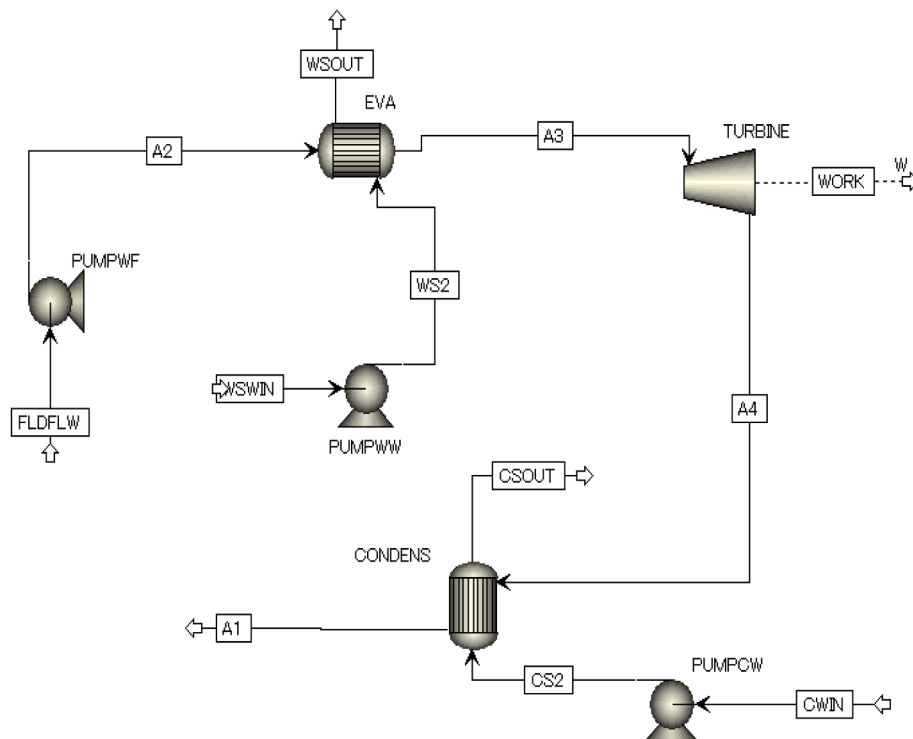 WSOUT
EVA
A2
A3
TURBINE
WORK
W
PUMPWF
WS2
WSWIN
FLDFLW
PUMPWW
A4
CSOUT
CONDENS
A1
CS2
PUMPCW
CWIN